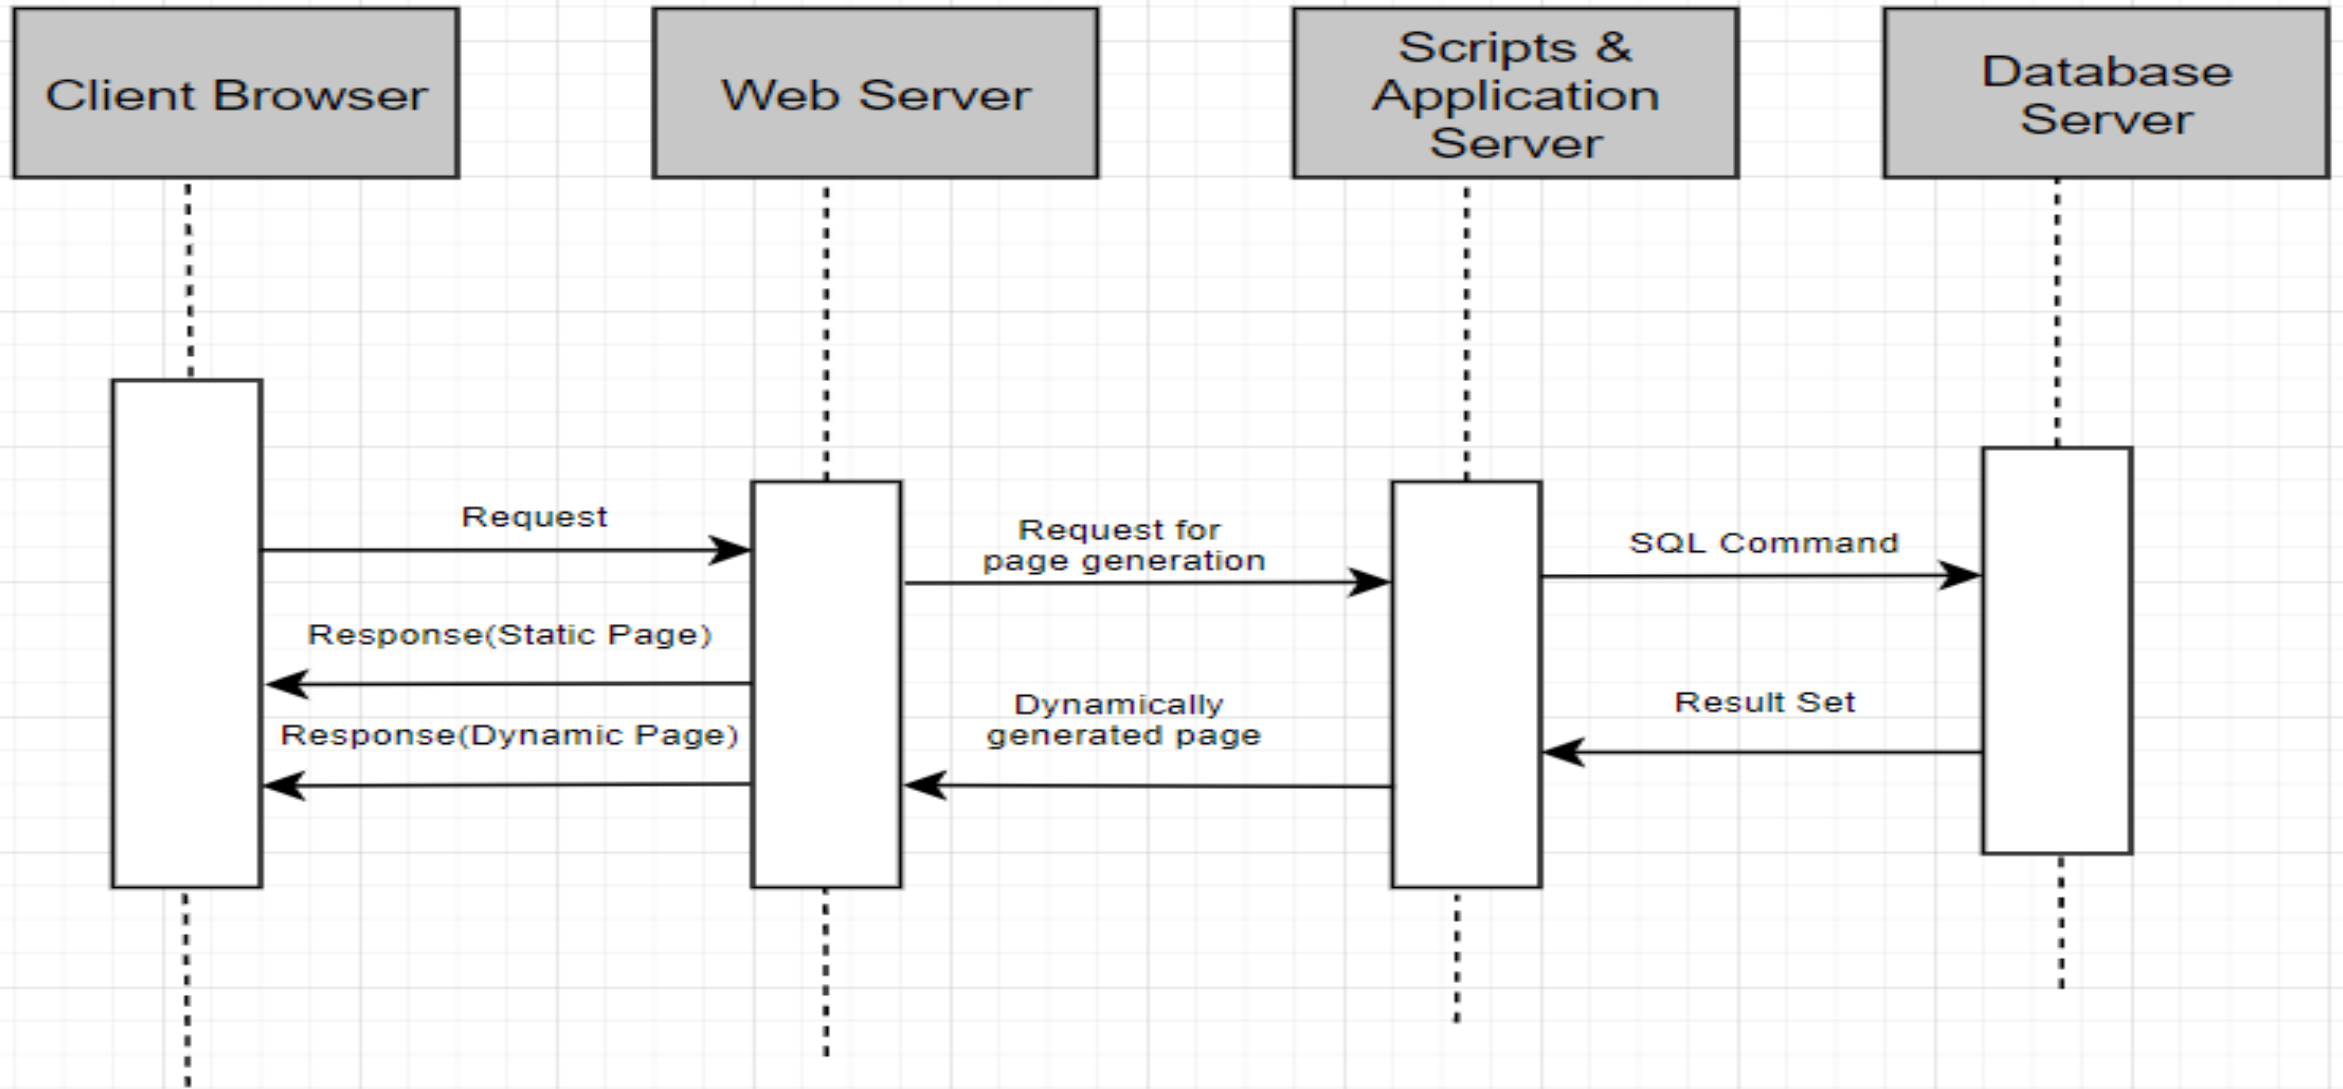 Client Browser
Web Server
Scripts &
Application
Server
Database
Server
Request
Request for
page generation
SQL Command
Response(Static Page)
Result Set
Dynamically
generated page
Response(Dynamic Page)